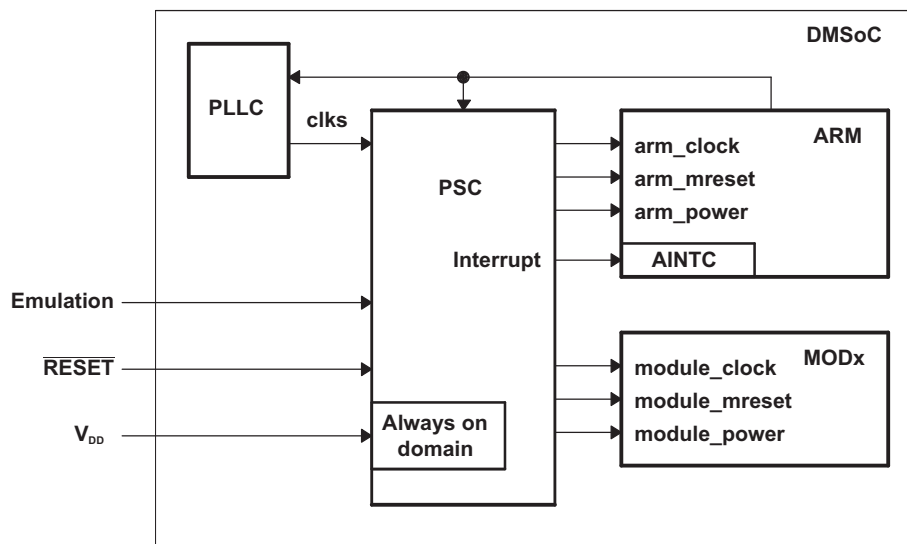 DMSoC
PLLC
clks
PSC
ARM
arm_clock
arm_mreset
arm_power
Interrupt
AINTC
Emulation
RESET
MODx
module_clock
module_mreset
module_power
Always on
domain
VDD